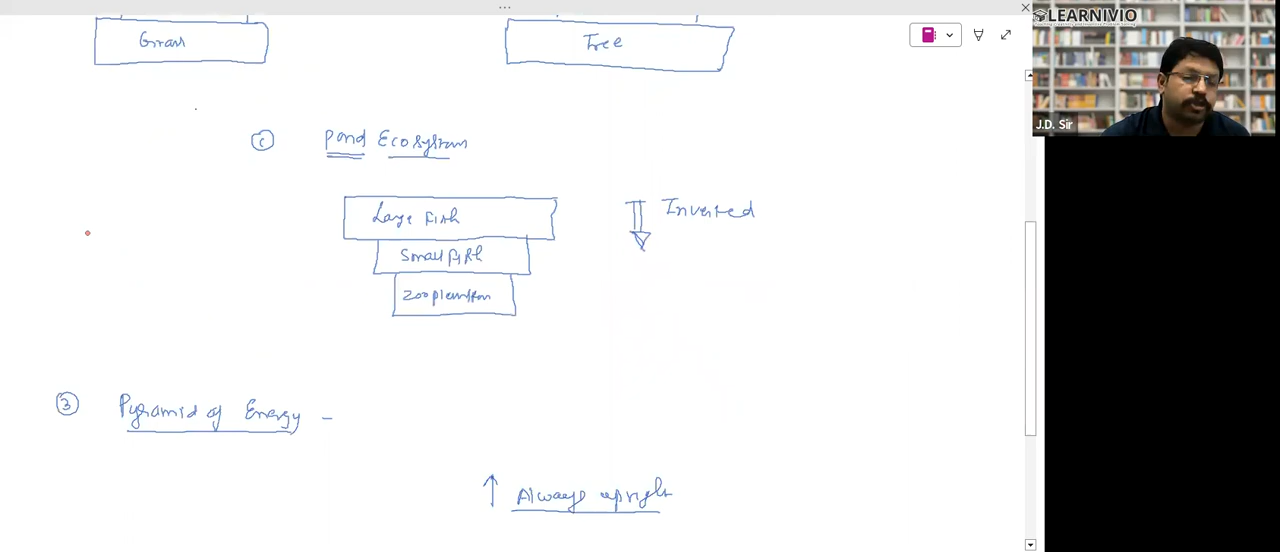 Grass
Tree
LEARNIVIO
J.D. Sir
c Pond Ecosystem
Large Fish
Small fish
Zooplankton
Inverted
3 Pyramid of Energy -
↑ Always upright